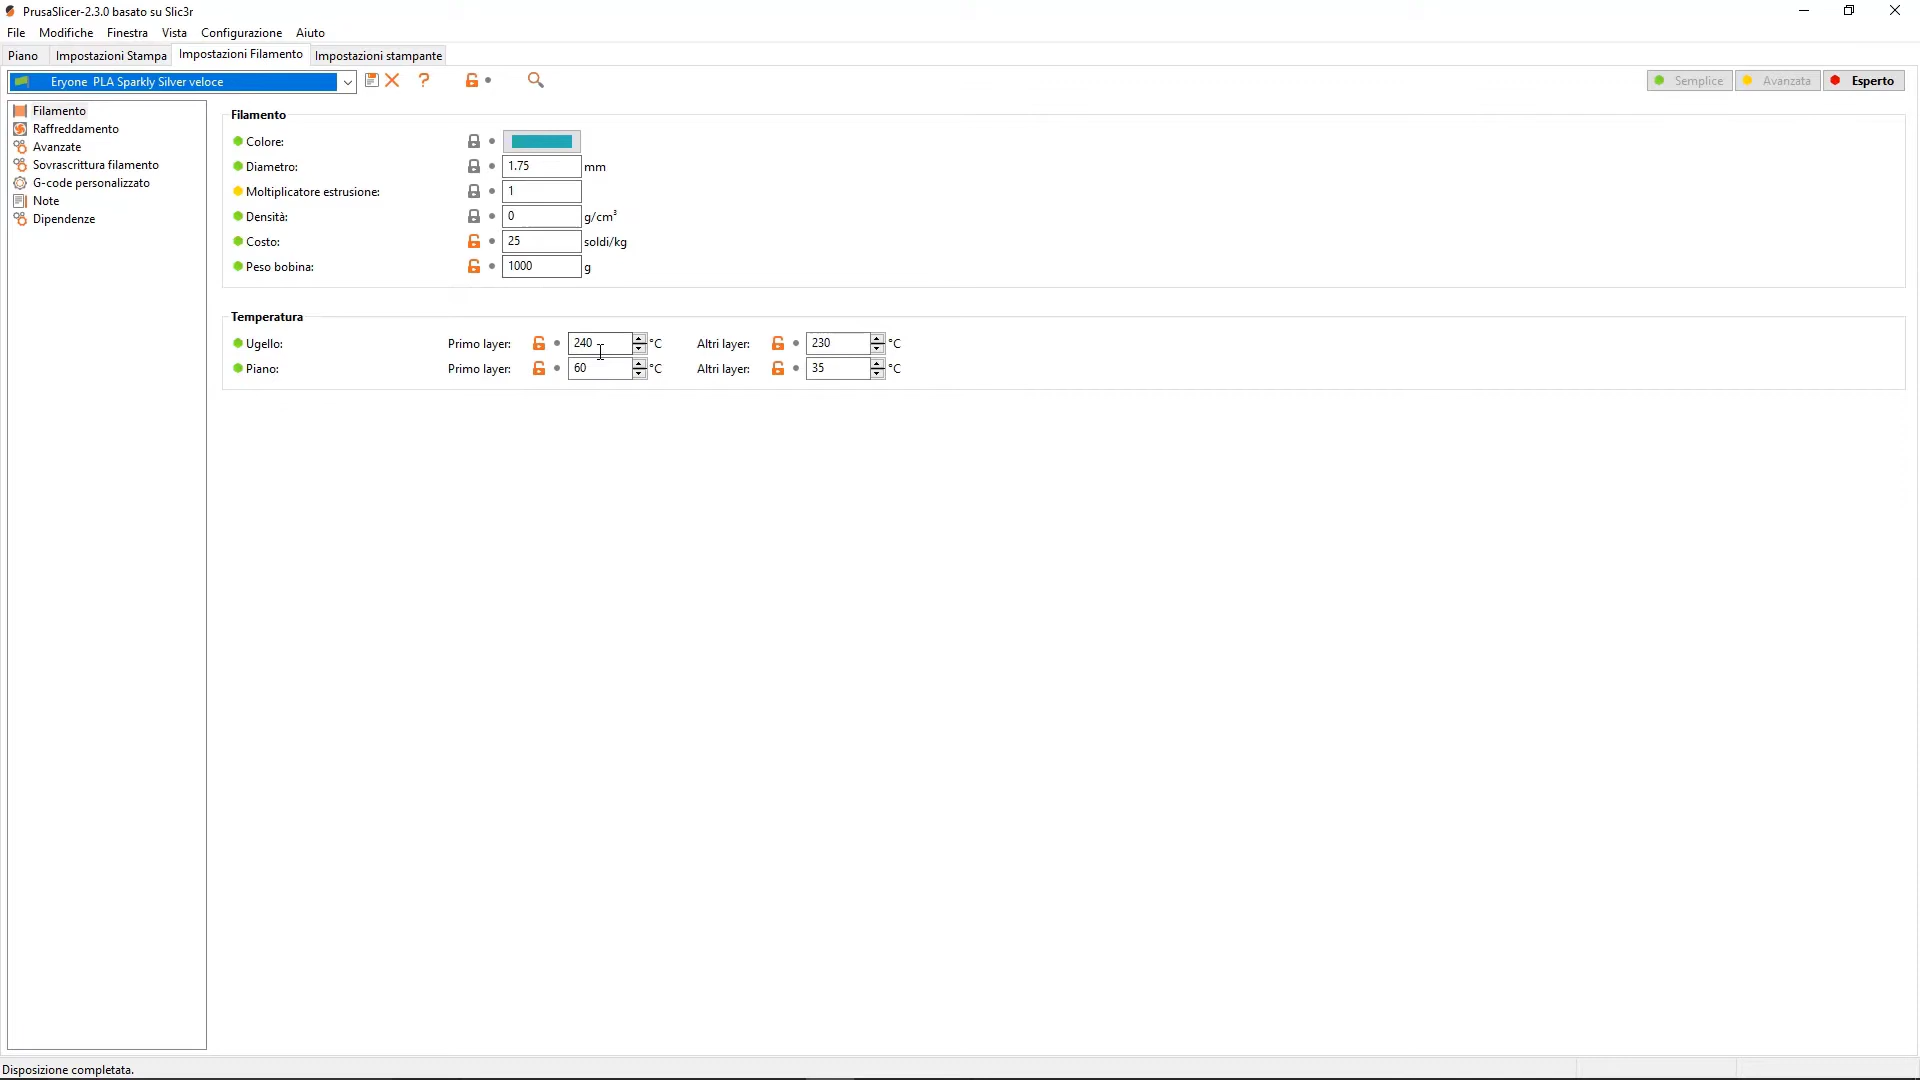 PrusaSlicer-2.3.0 basato su Slic3r
File Modifiche Finestra Vista Configurazione Aiuto
Piano Impostazioni Stampa Impostazioni Filamento Impostazioni stampante
Eryone PLA Sparkly Silver veloce ? Semplice Avanzata Esperto
Filamento
Raffreddamento
Avanzate
Sovrascrittura filamento
G-code personalizzato
Note
Dipendenze
Filamento
Colore:
Diametro: 1.75 mm
Moltiplicatore estrusione: 1
Densità: 0 g/cm³
Costo: 25 soldi/kg
Peso bobina: 1000 g
Temperatura
Ugello: Primo layer: 240 °C Altri layer: 230 °C
Piano: Primo layer: 60 °C Altri layer: 35 °C
Disposizione completata.